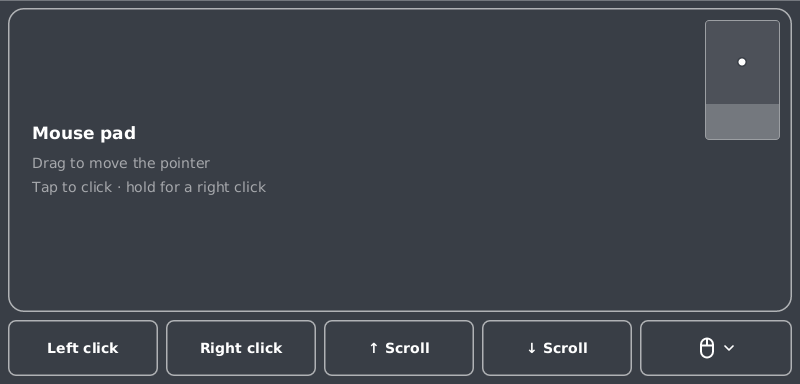 Mouse pad
Drag to move the pointer
Tap to click · hold for a right click
Left click
Right click
↑ Scroll
↓ Scroll